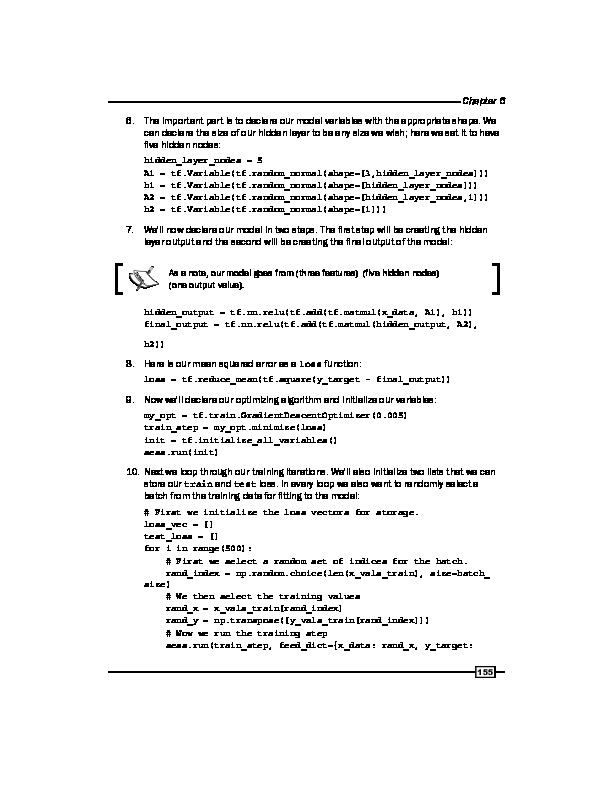 Chapter 6
6. The important part is to declare our model variables with the appropriate shape. We
can declare the size of our hidden layer to be any size we wish; here we set it to have
five hidden nodes:
hidden_layer_nodes = 5
A1 = tf.Variable(tf.random_normal(shape=[3,hidden_layer_nodes]))
b1 = tf.Variable(tf.random_normal(shape=[hidden_layer_nodes]))
A2 = tf.Variable(tf.random_normal(shape=[hidden_layer_nodes,1]))
b2 = tf.Variable(tf.random_normal(shape=[1]))
7. We'll now declare our model in two steps. The first step will be creating the hidden
layer output and the second will be creating the final output of the model:
As a note, our model goes from (three features) (five hidden nodes)
(one output value).
hidden_output = tf.nn.relu(tf.add(tf.matmul(x_data, A1), b1))
final_output = tf.nn.relu(tf.add(tf.matmul(hidden_output, A2),
b2))
8. Here is our mean squared error as a loss function:
loss = tf.reduce_mean(tf.square(y_target - final_output))
9. Now we'll declare our optimizing algorithm and initialize our variables:
my_opt = tf.train.GradientDescentOptimizer(0.005)
train_step = my_opt.minimize(loss)
init = tf.initialize_all_variables()
sess.run(init)
10. Next we loop through our training iterations. We'll also initialize two lists that we can
store our train and test loss. In every loop we also want to randomly select a
batch from the training data for fitting to the model:
# First we initialize the loss vectors for storage.
loss_vec = []
test_loss = []
for i in range(500):
# First we select a random set of indices for the batch.
rand_index = np.random.choice(len(x_vals_train), size=batch_
size)
# We then select the training values
rand_x = x_vals_train[rand_index]
rand_y = np.transpose([y_vals_train[rand_index]])
# Now we run the training step
sess.run(train_step, feed_dict={x_data: rand_x, y_target:
155